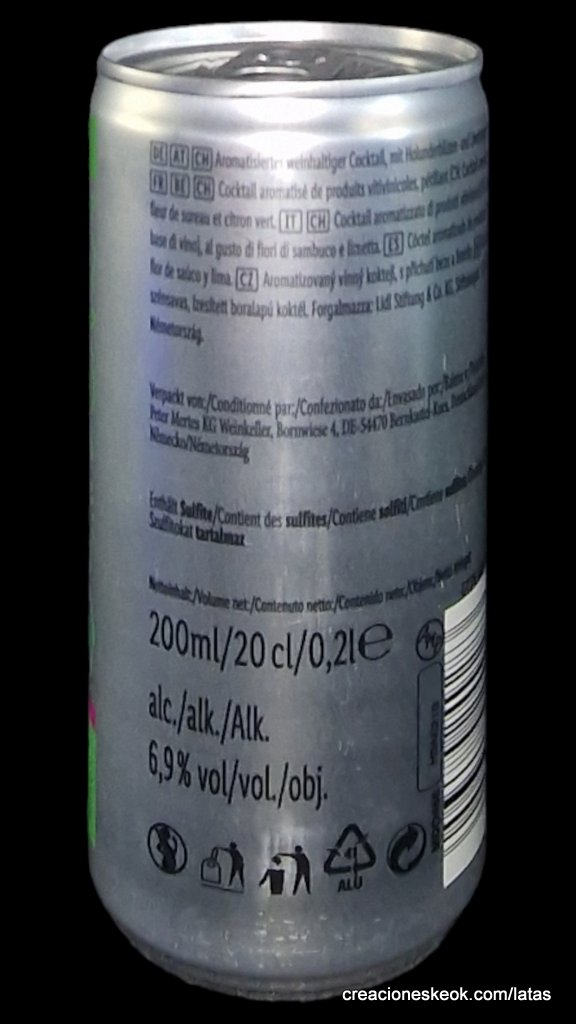 DE AT CH Aromatisierter weinhaltiger Cocktail, mit Holunderblüten- und
FR BE CH Cocktail aromatisé de produits vitivinicoles, pétillant
fleur de sureau et citron vert. IT CH Cocktail aromatizzato di prodotti
base di vino), al gusto di fiori di sambuco e limetta. ES Cóctel aromatizado de
flor de saúco y lima. CZ Aromatizovaný vinný koktejl, s příchutí bezu a
szénsavas, ízesített boralapú koktél. Forgalmazza: Lidl Stiftung & Co. KG,
Németország.
Verpackt von:/Conditionné par:/Confezionato da:/Envasado por:/
Peter Mertes KG Weinkellerei, Bornwiese 4, DE-54470 Bernkastel-Kues,
Německo/Németország
Enthält Sulfite/Contient des sulfites/Contiene solfiti/Contiene
Szulfitokat tartalmaz
Nettoinhalt:/Volume net:/Contenuto netto:/Contenido neto:/Objem:/
200ml/20 cl/0,2l e
alc./alk./Alk.
6,9% vol/vol./obj.
41
ALU
creacioneskeok.com/latas